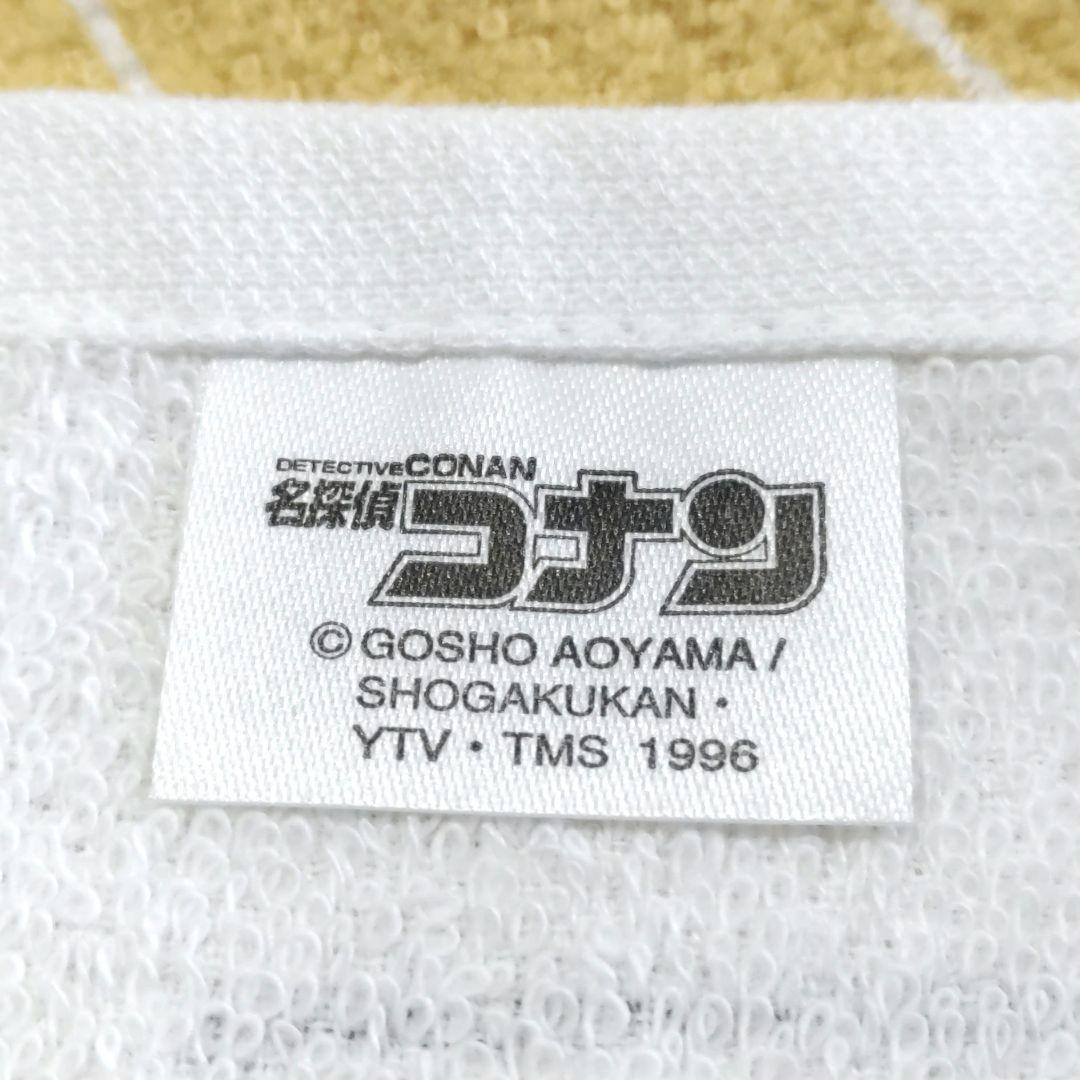 DETECTIVE CONAN
名探偵コナン
© GOSHO AOYAMA /
SHOGAKUKAN・
YTV・TMS 1996